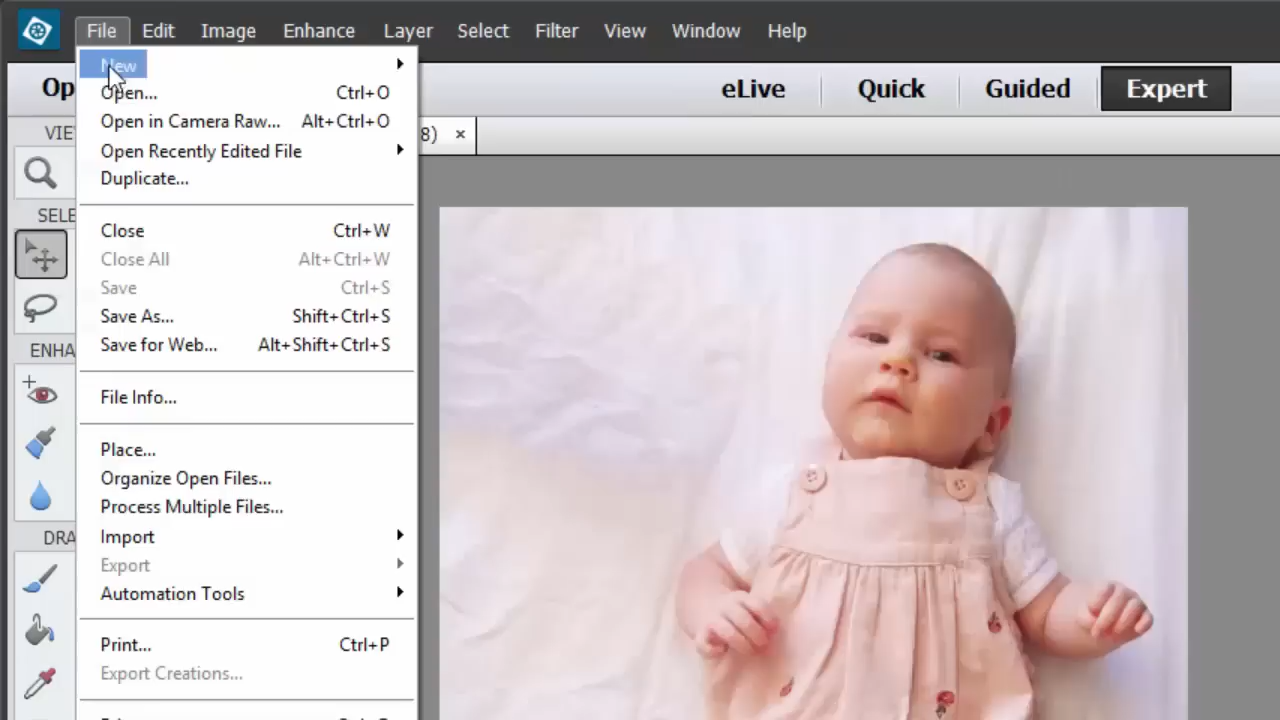 File Edit Image Enhance Layer Select Filter View Window Help
Op
eLive Quick Guided Expert
8) ×
VIE
SELE
ENHA
DRA
New
Open... Ctrl+O
Open in Camera Raw... Alt+Ctrl+O
Open Recently Edited File
Duplicate...
Close Ctrl+W
Close All Alt+Ctrl+W
Save Ctrl+S
Save As... Shift+Ctrl+S
Save for Web... Alt+Shift+Ctrl+S
File Info...
Place...
Organize Open Files...
Process Multiple Files...
Import
Export
Automation Tools
Print... Ctrl+P
Export Creations...